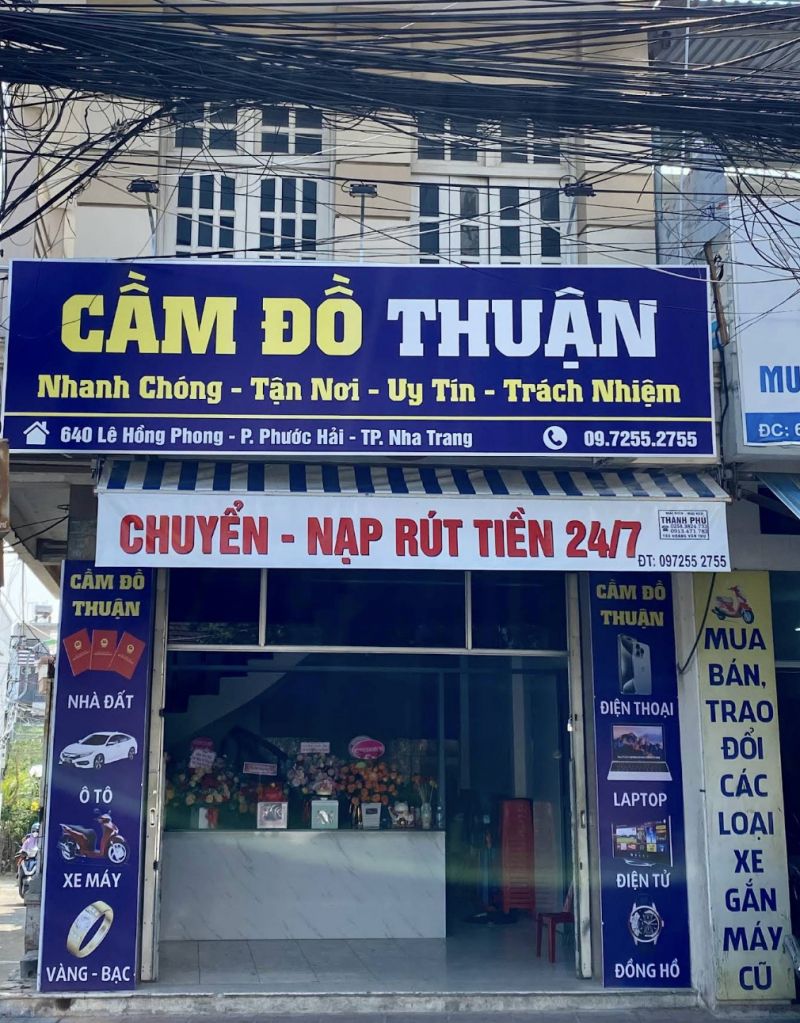 CẦM ĐỒ THUẬN
Nhanh Chóng - Tận Nơi - Uy Tín - Trách Nhiệm
640 Lê Hồng Phong - P. Phước Hải - TP. Nha Trang
09.7255.2755
MU
ĐC: 6
CHUYỂN - NẠP RÚT TIỀN 24/7
THÀNH PHÚ
ĐT: 097255 2755
CẦM ĐỒ
THUẬN
NHÀ ĐẤT
Ô TÔ
XE MÁY
VÀNG - BẠC
CẦM ĐỒ
THUẬN
ĐIỆN THOẠI
LAPTOP
ĐIỆN TỬ
ĐỒNG HỒ
MUA
BÁN,
TRAO
ĐỔI
CÁC
LOẠI
XE
GẮN
MÁY
CŨ